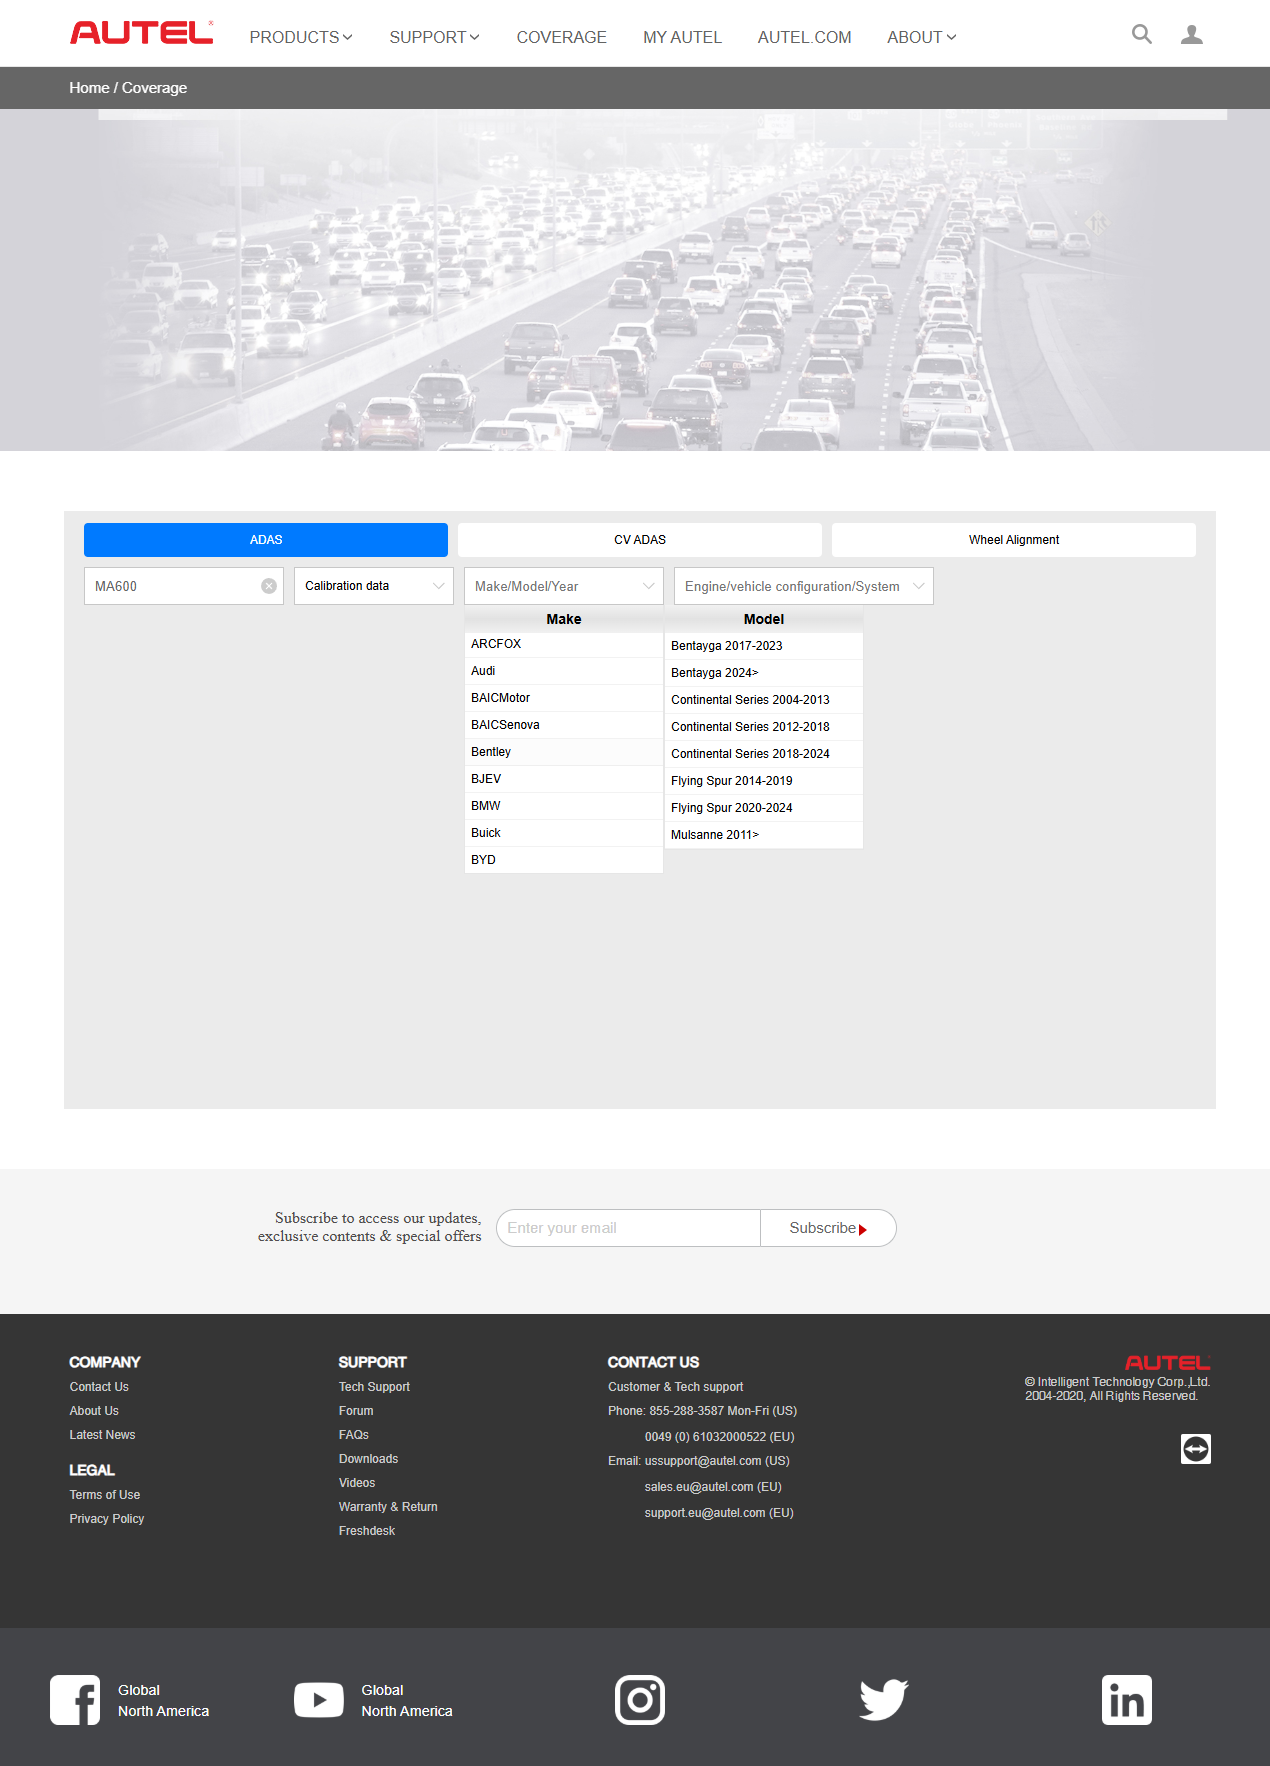 AUTEL
PRODUCTS
SUPPORT
COVERAGE
MY AUTEL
AUTEL.COM
ABOUT
Home / Coverage
ADAS
CV ADAS
Wheel Alignment
MA600
Calibration data
Make/Model/Year
Engine/vehicle configuration/System
Make
Model
ARCFOX
Audi
BAICMotor
BAICSenova
Bentley
BJEV
BMW
Buick
BYD
Bentayga 2017-2023
Bentayga 2024>
Continental Series 2004-2013
Continental Series 2012-2018
Continental Series 2018-2024
Flying Spur 2014-2019
Flying Spur 2020-2024
Mulsanne 2011>
Subscribe to access our updates,
exclusive contents & special offers
Enter your email
Subscribe
COMPANY
Contact Us
About Us
Latest News
LEGAL
Terms of Use
Privacy Policy
SUPPORT
Tech Support
Forum
FAQs
Downloads
Videos
Warranty & Return
Freshdesk
CONTACT US
Customer & Tech support
Phone: 855-288-3587 Mon-Fri (US)
0049 (0) 61032000522 (EU)
Email: ussupport@autel.com (US)
sales.eu@autel.com (EU)
support.eu@autel.com (EU)
AUTEL
© Intelligent Technology Corp.,Ltd.
2004-2020, All Rights Reserved.
Global
North America
Global
North America